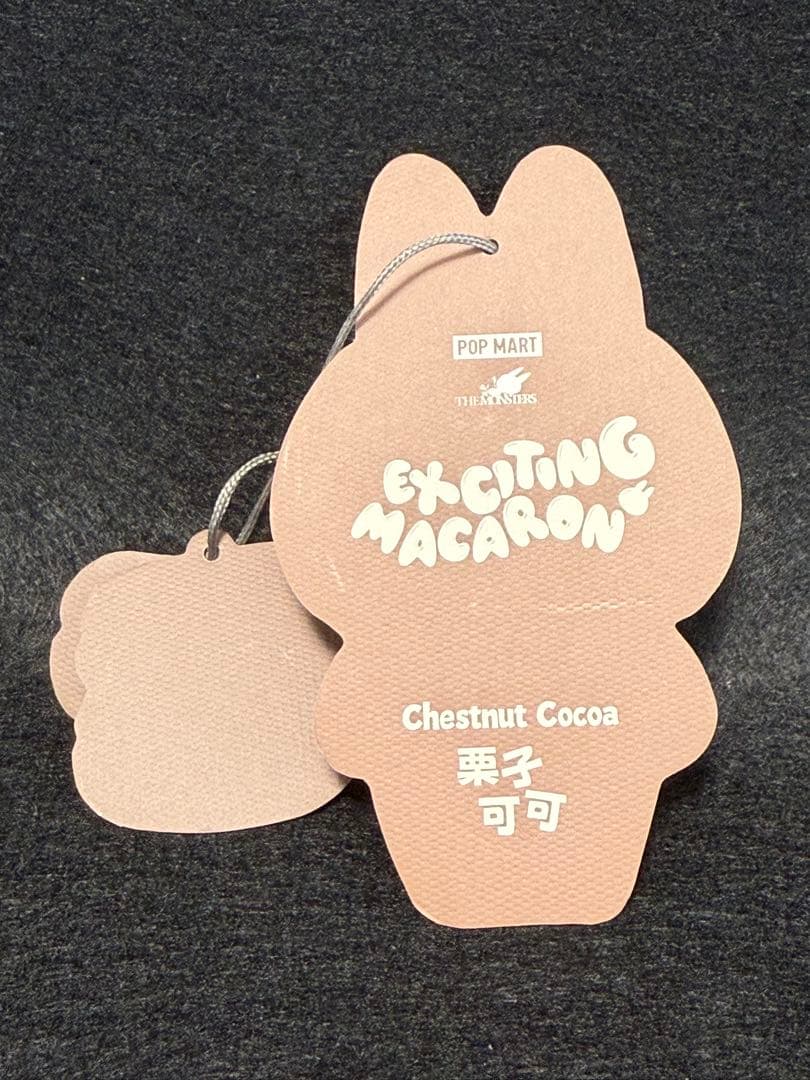 POP MART
THE MONSTERS
EXCITING
MACARON
Chestnut Cocoa
栗子
可可